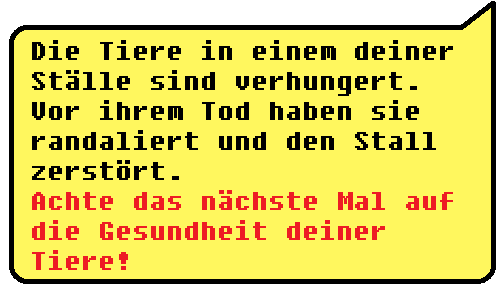 Die Tiere in einem deiner
Ställe sind verhungert.
Vor ihrem Tod haben sie
randaliert und den Stall
zerstört.
Achte das nächste Mal auf
die Gesundheit deiner
Tiere!